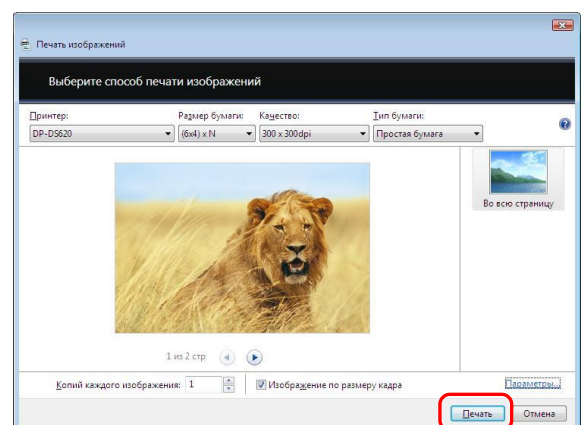 Печать изображений
Выберите способ печати изображений
Принтер: Размер бумаги: Качество: Тип бумаги:
DP-DS620 (6x4) x N 300 x 300dpi Простая бумага
Во всю страницу
1 из 2 стр
Копий каждого изображения: 1 Изображение по размеру кадра Параметры...
Печать Отмена